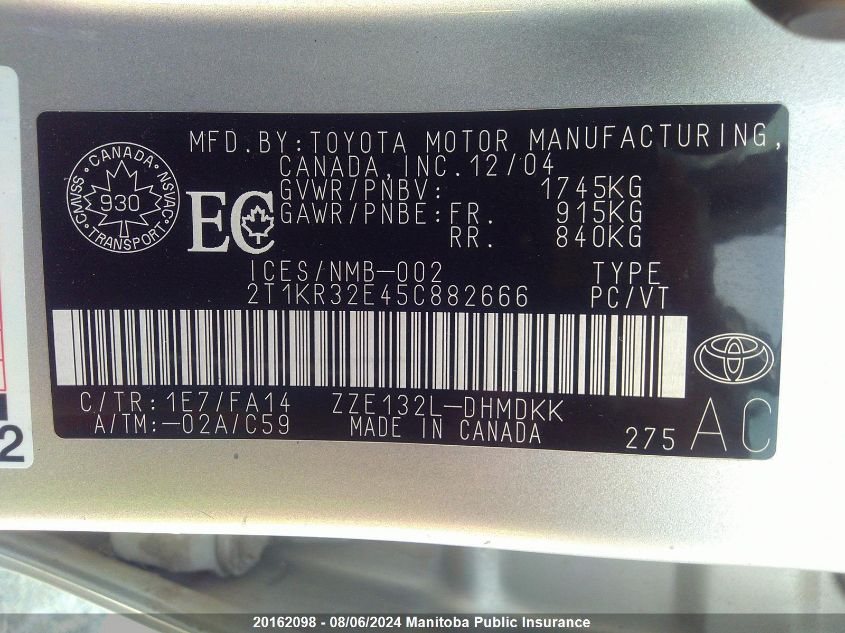 MFD.BY:TOYOTA MOTOR MANUFACTURING,
CANADA,INC.12/04
GVWR/PNBV: 1745KG
GAWR/PNBE:FR. 915KG
RR. 840KG
CANADA
CMVSS NSVAC
930
TRANSPORT
EC
ICES/NMB-002 TYPE
2T1KR32E45C882666 PC/VT
C/TR:1E7/FA14 ZZE132L-DHMDKK
A/TM:-02A/C59 MADE IN CANADA 275 AC
2
20162098 - 08/06/2024 Manitoba Public Insurance